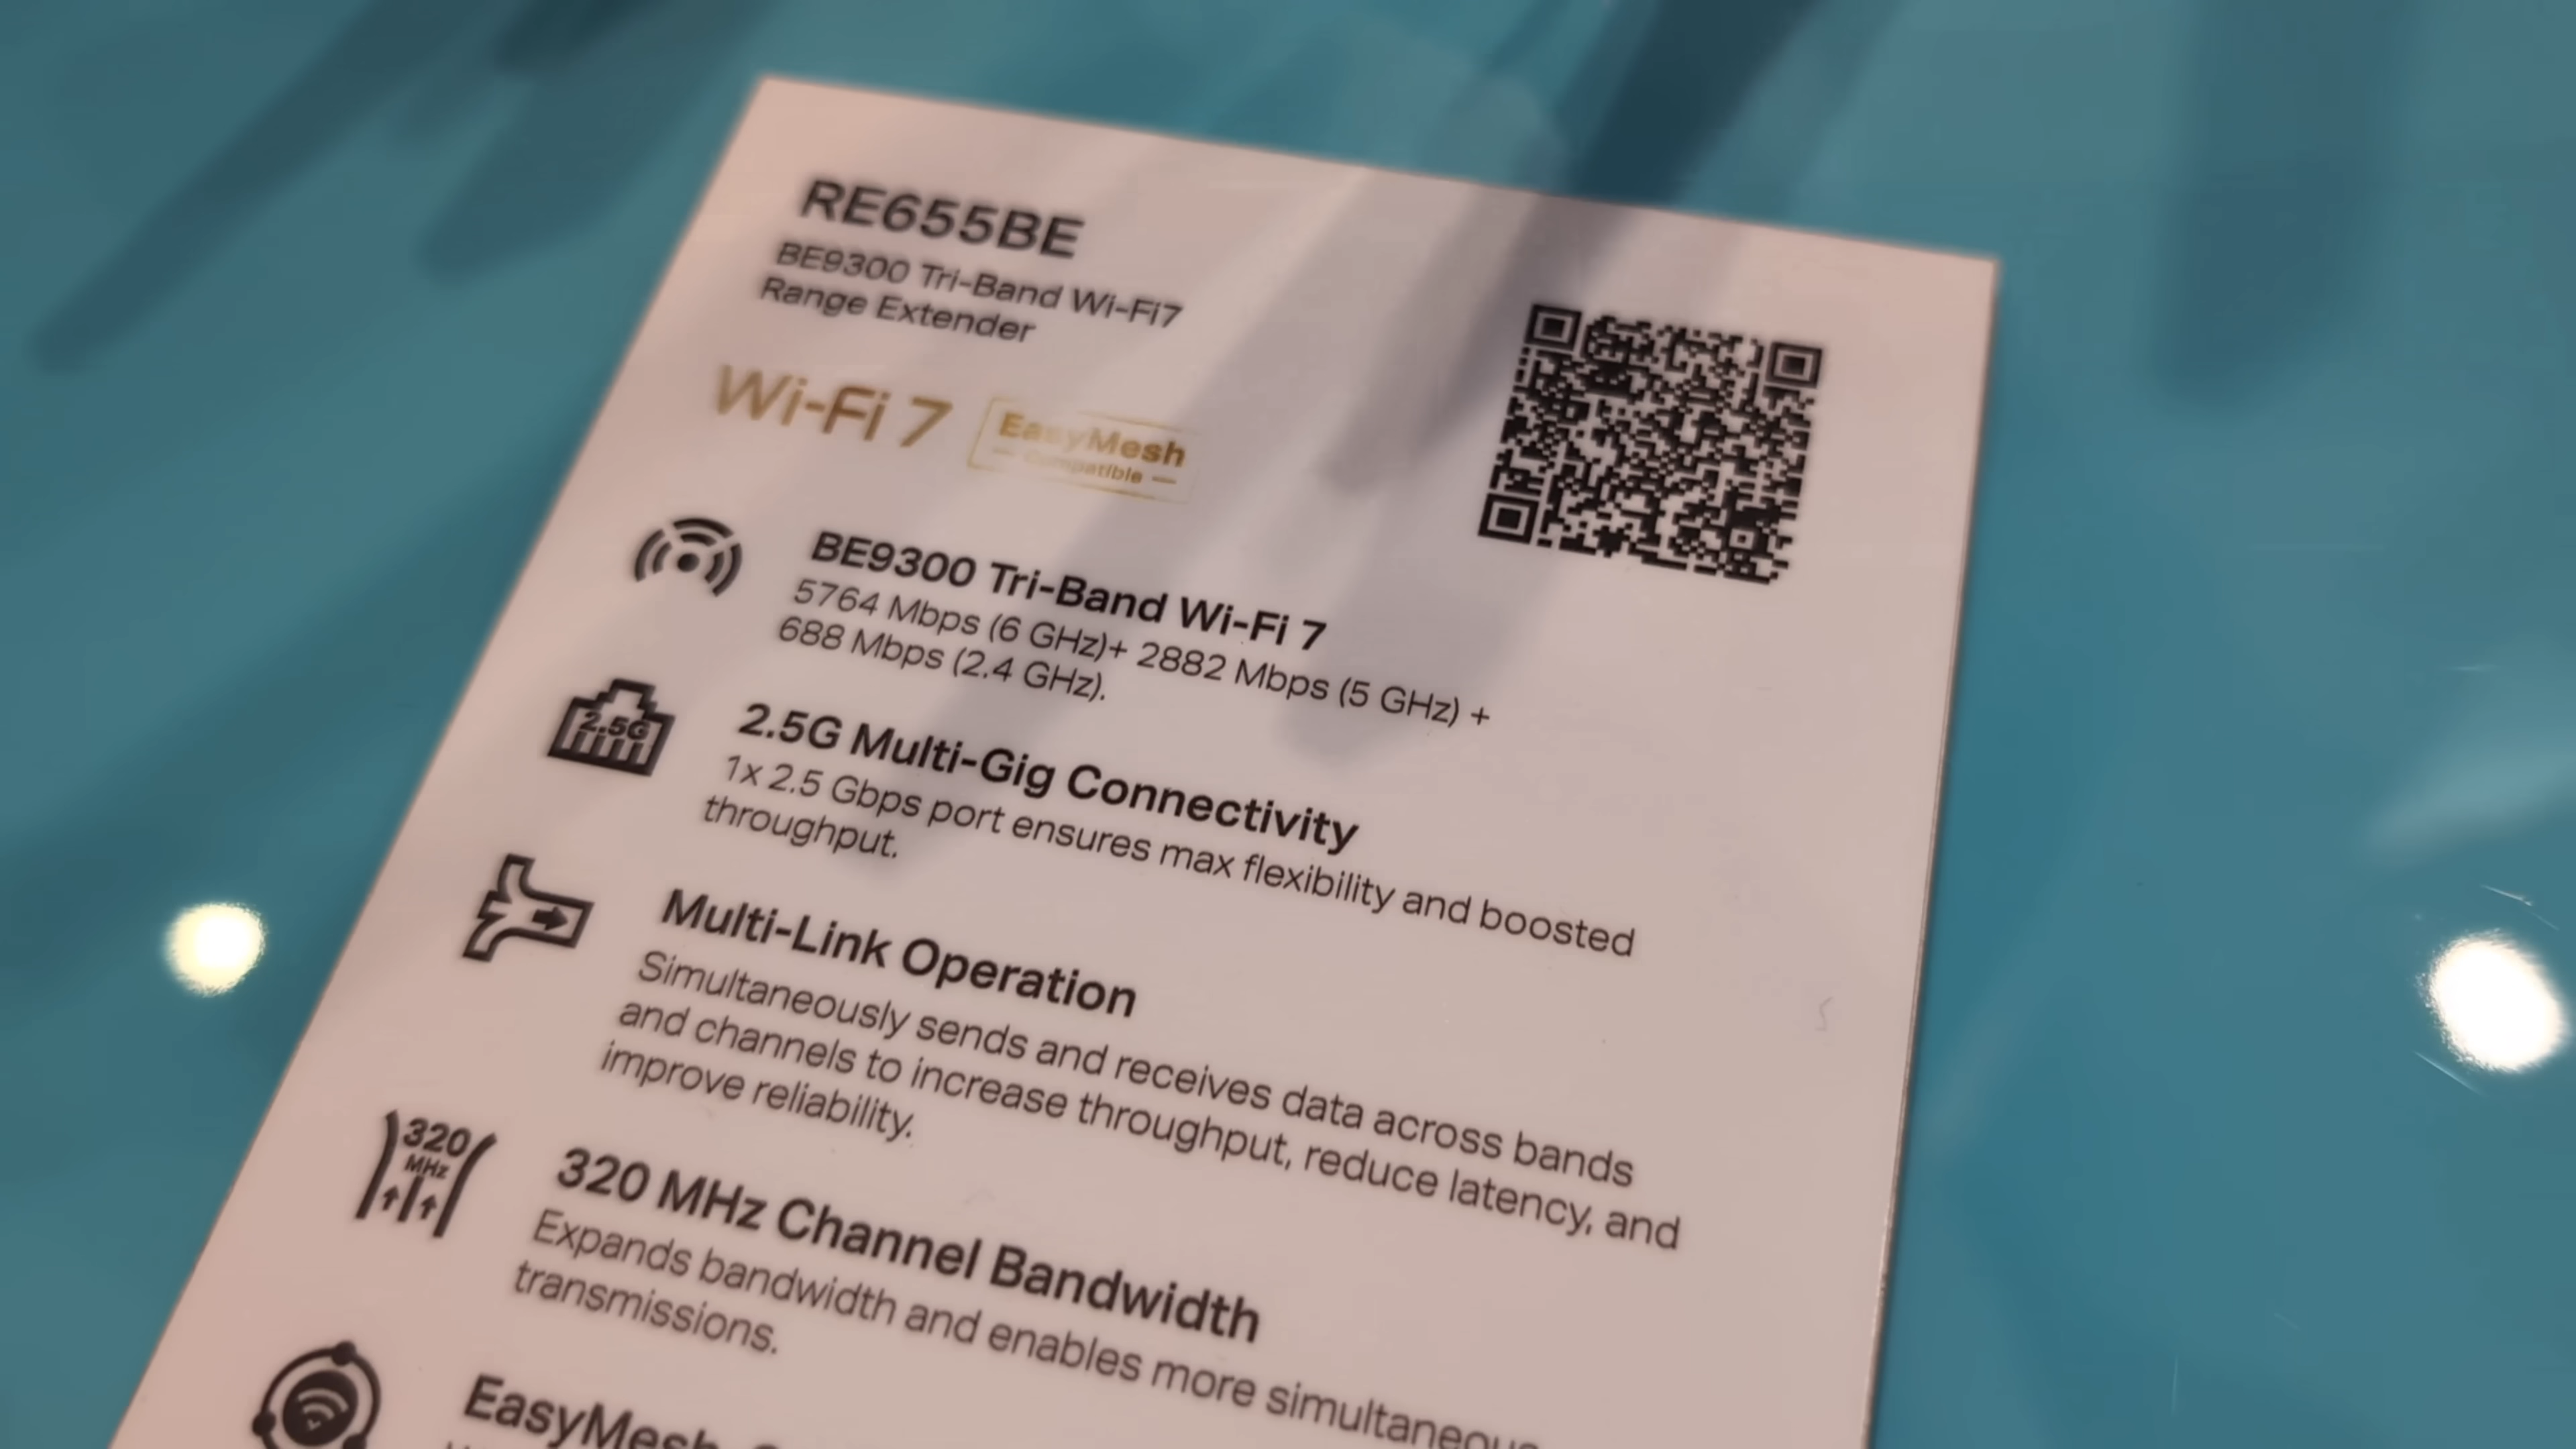 RE655BE
BE9300 Tri-Band Wi-Fi7
Range Extender
Wi-Fi 7
EasyMesh
Compatible
BE9300 Tri-Band Wi-Fi 7
5764 Mbps (6 GHz)+ 2882 Mbps (5 GHz) +
688 Mbps (2.4 GHz).
2.5G
2.5G Multi-Gig Connectivity
1x 2.5 Gbps port ensures max flexibility and boosted
throughput.
Multi-Link Operation
Simultaneously sends and receives data across bands
and channels to increase throughput, reduce latency, and
improve reliability.
320
MHz
320 MHz Channel Bandwidth
Expands bandwidth and enables more simultaneous
transmissions.
EasyMesh